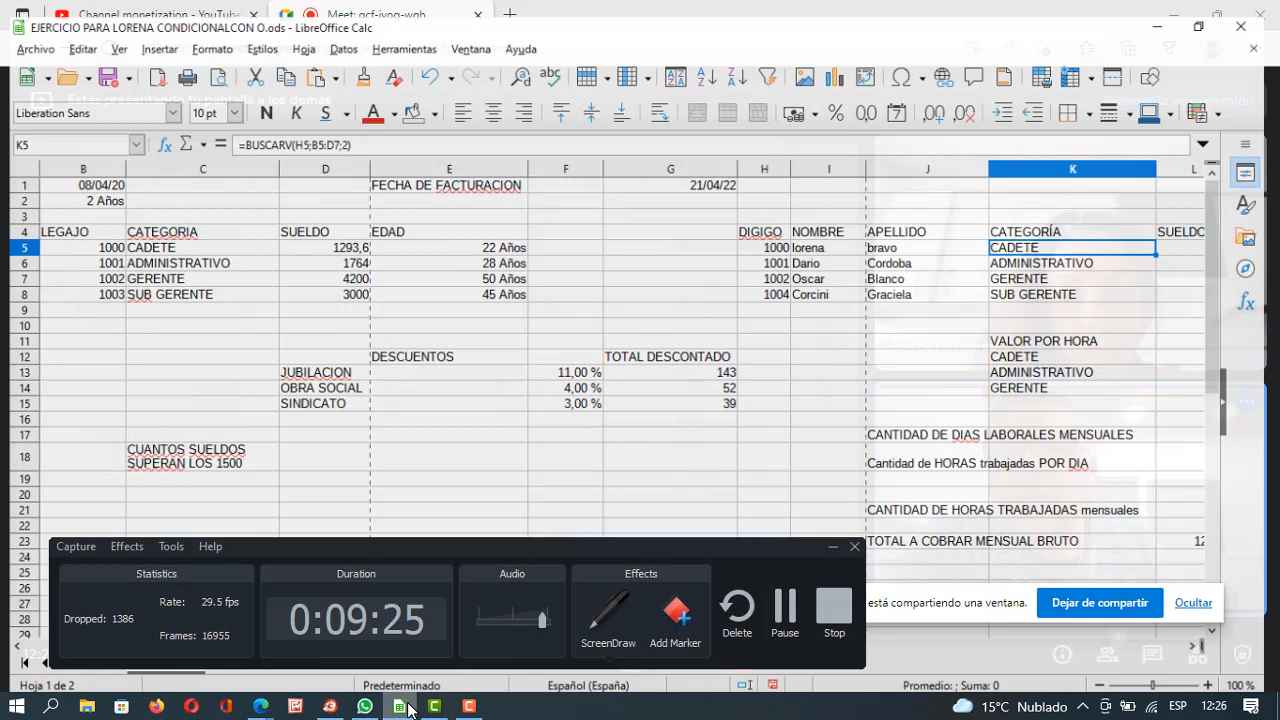 Channel monetization - YouTube
Meet: gcf-ivog-wgh
EJERCICIO PARA LORENA CONDICIONALCON O.ods - LibreOffice Calc
Archivo Editar Ver Insertar Formato Estilos Hoja Datos Herramientas Ventana Ayuda
Liberation Sans 10 pt N K S A
K5 =BUSCARV(H5;B5:D7;2)
B C D E F G H I J K L
1 08/04/20 FECHA DE FACTURACION 21/04/22
2 2 Años
3
4 LEGAJO CATEGORIA SUELDO EDAD DIGIGO NOMBRE APELLIDO CATEGORÍA SUELDO
5 1000 CADETE 1293,6 22 Años 1000 lorena bravo CADETE
6 1001 ADMINISTRATIVO 1764 28 Años 1001 Dario Cordoba ADMINISTRATIVO
7 1002 GERENTE 4200 50 Años 1002 Oscar Blanco GERENTE
8 1003 SUB GERENTE 3000 45 Años 1004 Corcini Graciela SUB GERENTE
9
10
11 VALOR POR HORA
12 DESCUENTOS TOTAL DESCONTADO CADETE
13 JUBILACION 11,00 % 143 ADMINISTRATIVO
14 OBRA SOCIAL 4,00 % 52 GERENTE
15 SINDICATO 3,00 % 39
16
17 CANTIDAD DE DIAS LABORALES MENSUALES
18 CUANTOS SUELDOS SUPERAN LOS 1500 Cantidad de HORAS trabajadas POR DIA
19
20
21 CANTIDAD DE HORAS TRABAJADAS mensuales
22
23 TOTAL A COBRAR MENSUAL BRUTO 12
24
25
26
27
28
29
Capture Effects Tools Help
Statistics Duration Audio Effects
Rate: 29.5 fps
Dropped: 1386
Frames: 16955
0:09:25
ScreenDraw Add Marker Delete Pause Stop
está compartiendo una ventana. Dejar de compartir Ocultar
Hoja 1 de 2 Predeterminado Español (España) Promedio: ; Suma: 0 100 %
15°C Nublado ESP 12:26